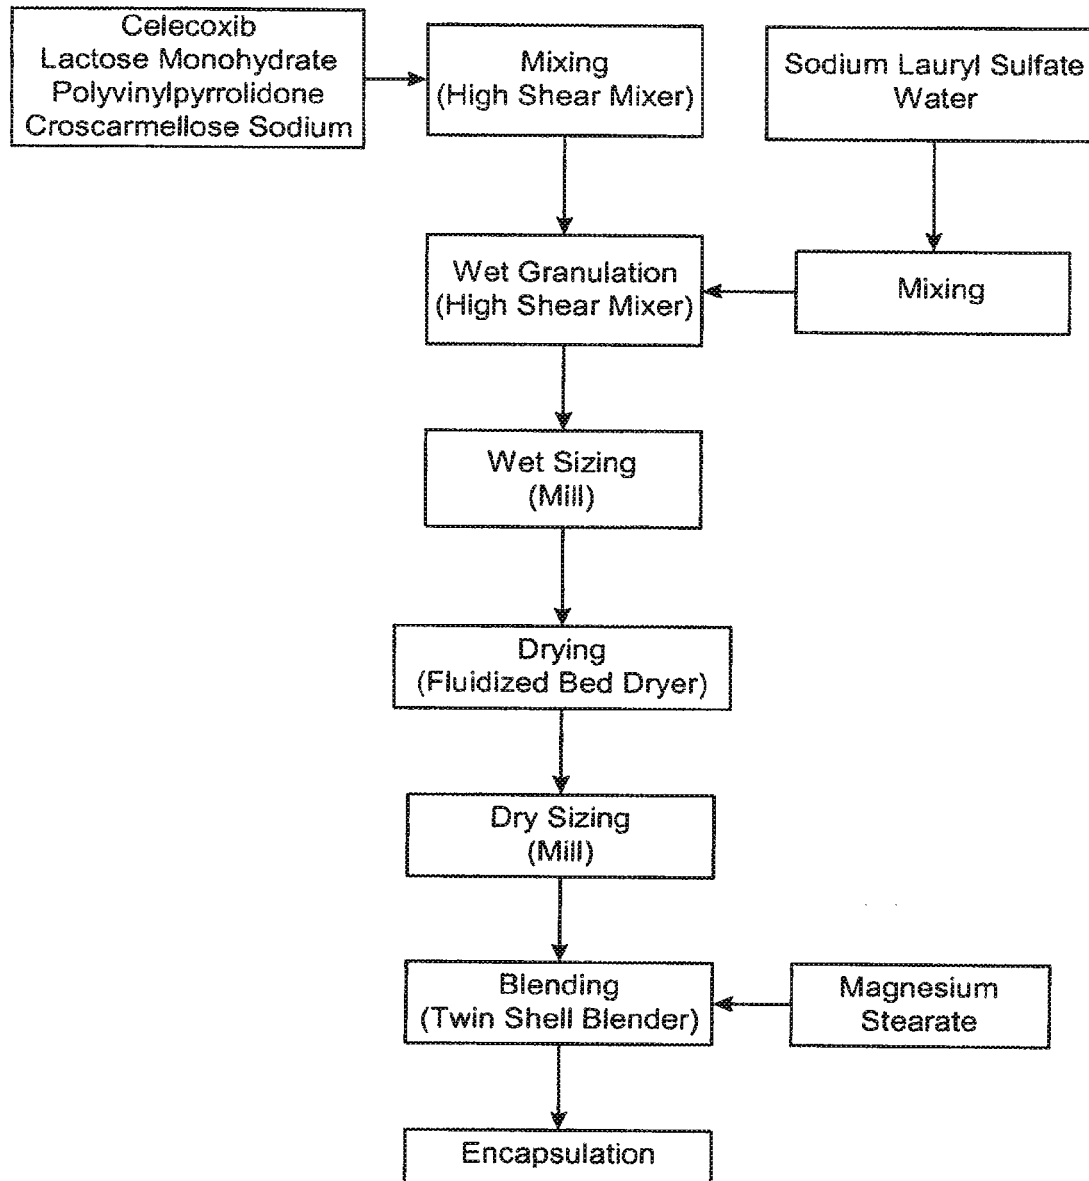 Celecoxib
Lactose Monohydrate
Polyvinylpyrrolidone
Croscarmellose Sodium
Mixing
(High Shear Mixer)
Sodium Lauryl Sulfate
Water
Wet Granulation
(High Shear Mixer)
Mixing
Wet Sizing
(Mill)
Drying
(Fluidized Bed Dryer)
Dry Sizing
(Mill)
Blending
(Twin Shell Blender)
Magnesium
Stearate
Encapsulation